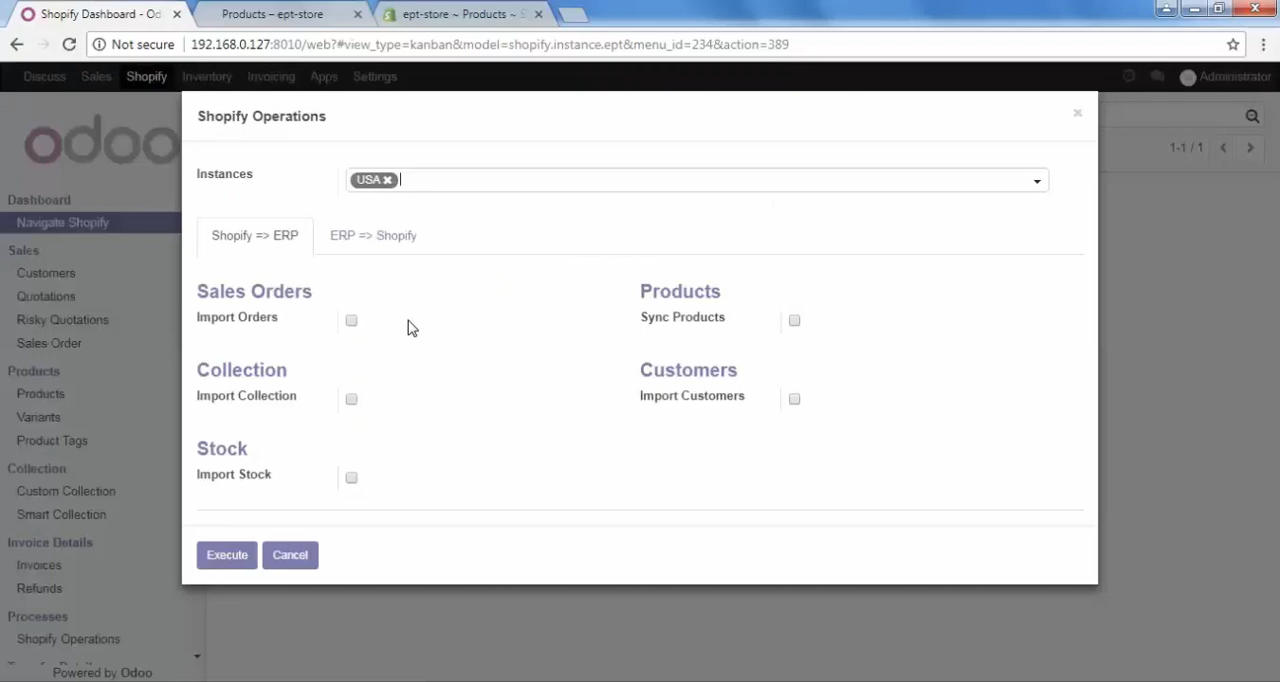 Shopify Dashboard - Od
Products – ept-store
ept-store ~ Products ~ S
Not secure
192.168.0.127:8010/web?#view_type=kanban&model=shopify.instance.ept&menu_id=234&action=389
Discuss Sales Shopify Inventory Invoicing Apps Settings
Administrator
odoo
1-1 / 1
Dashboard
Navigate Shopify
Sales
Customers
Quotations
Risky Quotations
Sales Order
Products
Products
Variants
Product Tags
Collection
Custom Collection
Smart Collection
Invoice Details
Invoices
Refunds
Processes
Shopify Operations
Powered by Odoo
Shopify Operations
Instances
USA
Shopify => ERP
ERP => Shopify
Sales Orders
Import Orders
Products
Sync Products
Collection
Import Collection
Customers
Import Customers
Stock
Import Stock
Execute
Cancel